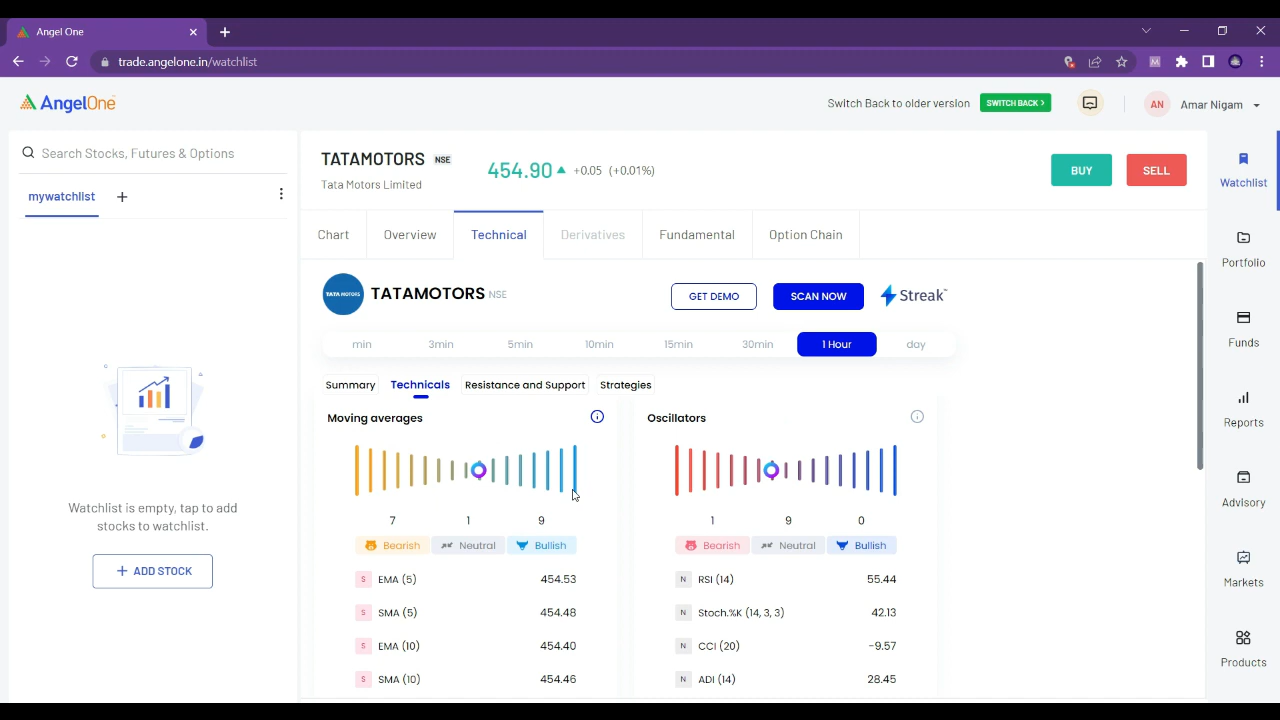 Angel One
trade.angelone.in/watchlist
AngelOne
Switch Back to older version
SWITCH BACK >
AN
Amar Nigam
Search Stocks, Futures & Options
mywatchlist
Watchlist is empty, tap to add
stocks to watchlist.
+ ADD STOCK
TATAMOTORS NSE
Tata Motors Limited
454.90 +0.05 (+0.01%)
BUY
SELL
Chart
Overview
Technical
Derivatives
Fundamental
Option Chain
TATA MOTORS
TATAMOTORS NSE
GET DEMO
SCAN NOW
Streak™
min
3min
5min
10min
15min
30min
1 Hour
day
Summary
Technicals
Resistance and Support
Strategies
Moving averages
7 1 9
Bearish Neutral Bullish
S EMA (5) 454.53
S SMA (5) 454.48
S EMA (10) 454.40
S SMA (10) 454.46
Oscillators
1 9 0
Bearish Neutral Bullish
N RSI (14) 55.44
N Stoch.%K (14, 3, 3) 42.13
N CCI (20) -9.57
N ADI (14) 28.45
Watchlist
Portfolio
Funds
Reports
Advisory
Markets
Products